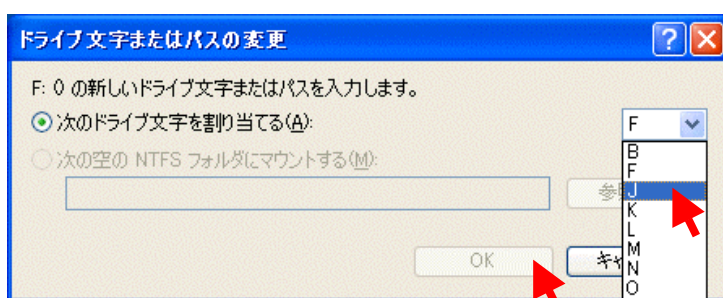 ドライブ文字またはパスの変更
F: 0 の新しいドライブ文字またはパスを入力します。
次のドライブ文字を割り当てる(A):
F
次の空の NTFS フォルダにマウントする(M):
B
F
J
K
L
M
N
O
参
OK
キャ